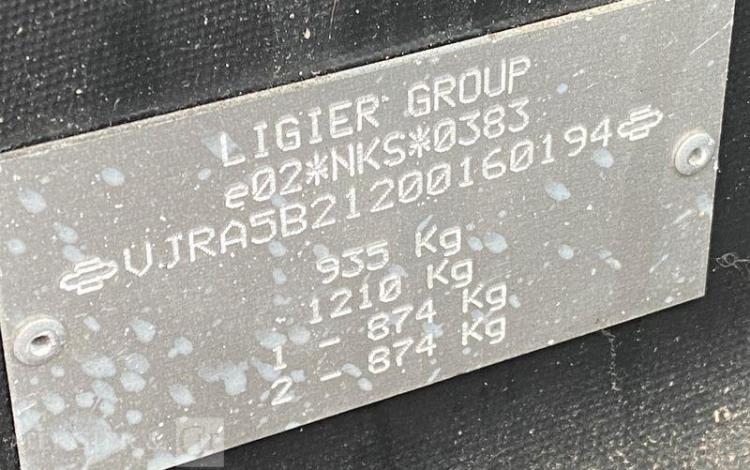 LIGIER GROUP
e02*NKS*0383
VJRA5B21200160194
935 Kg
- 1210 Kg
1 - 874 Kg
2 - 874 Kg